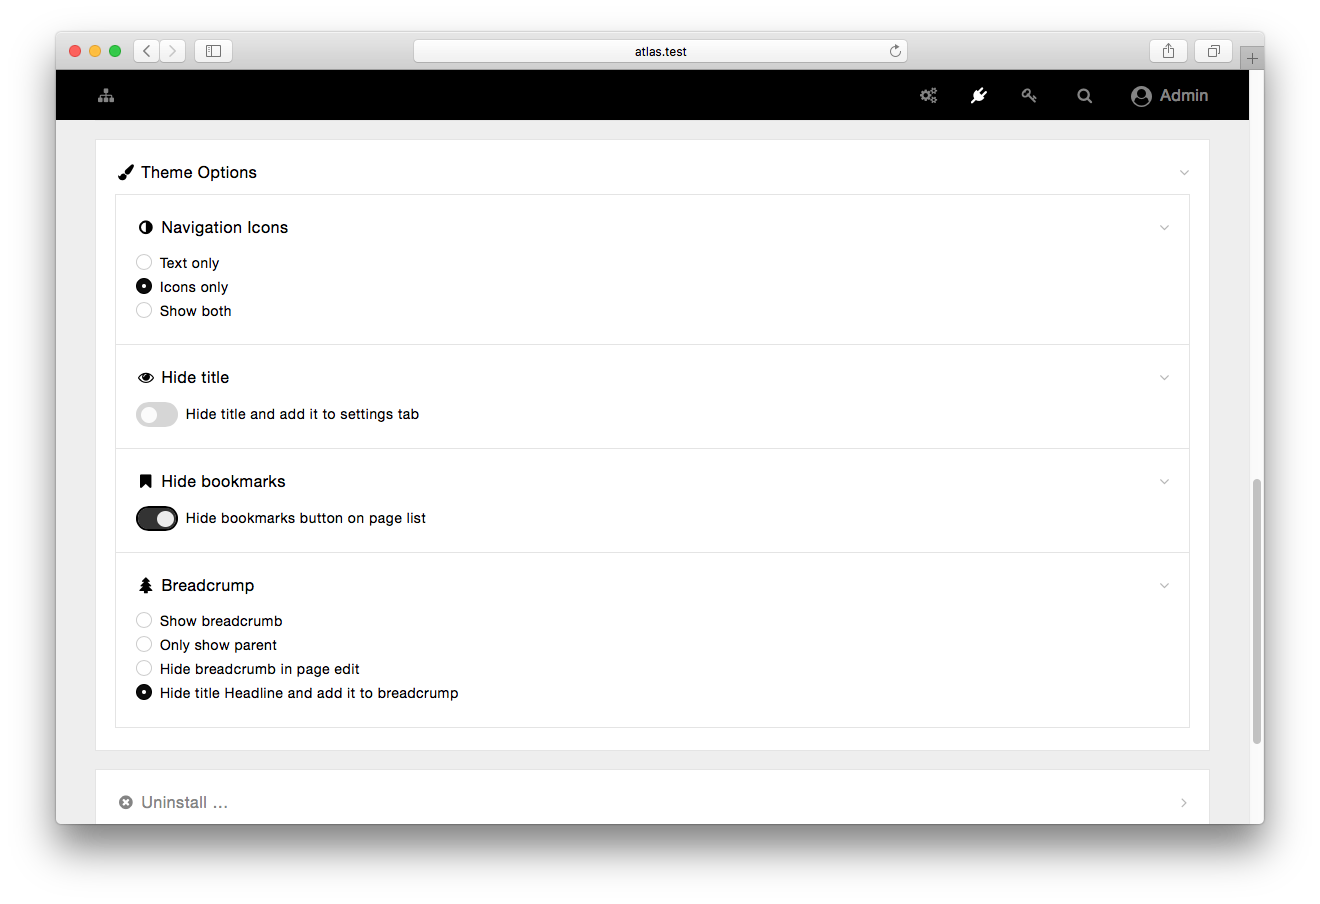 atlas.test
Admin
Theme Options
Navigation Icons
Text only
Icons only
Show both
Hide title
Hide title and add it to settings tab
Hide bookmarks
Hide bookmarks button on page list
Breadcrump
Show breadcrumb
Only show parent
Hide breadcrumb in page edit
Hide title Headline and add it to breadcrump
Uninstall ...